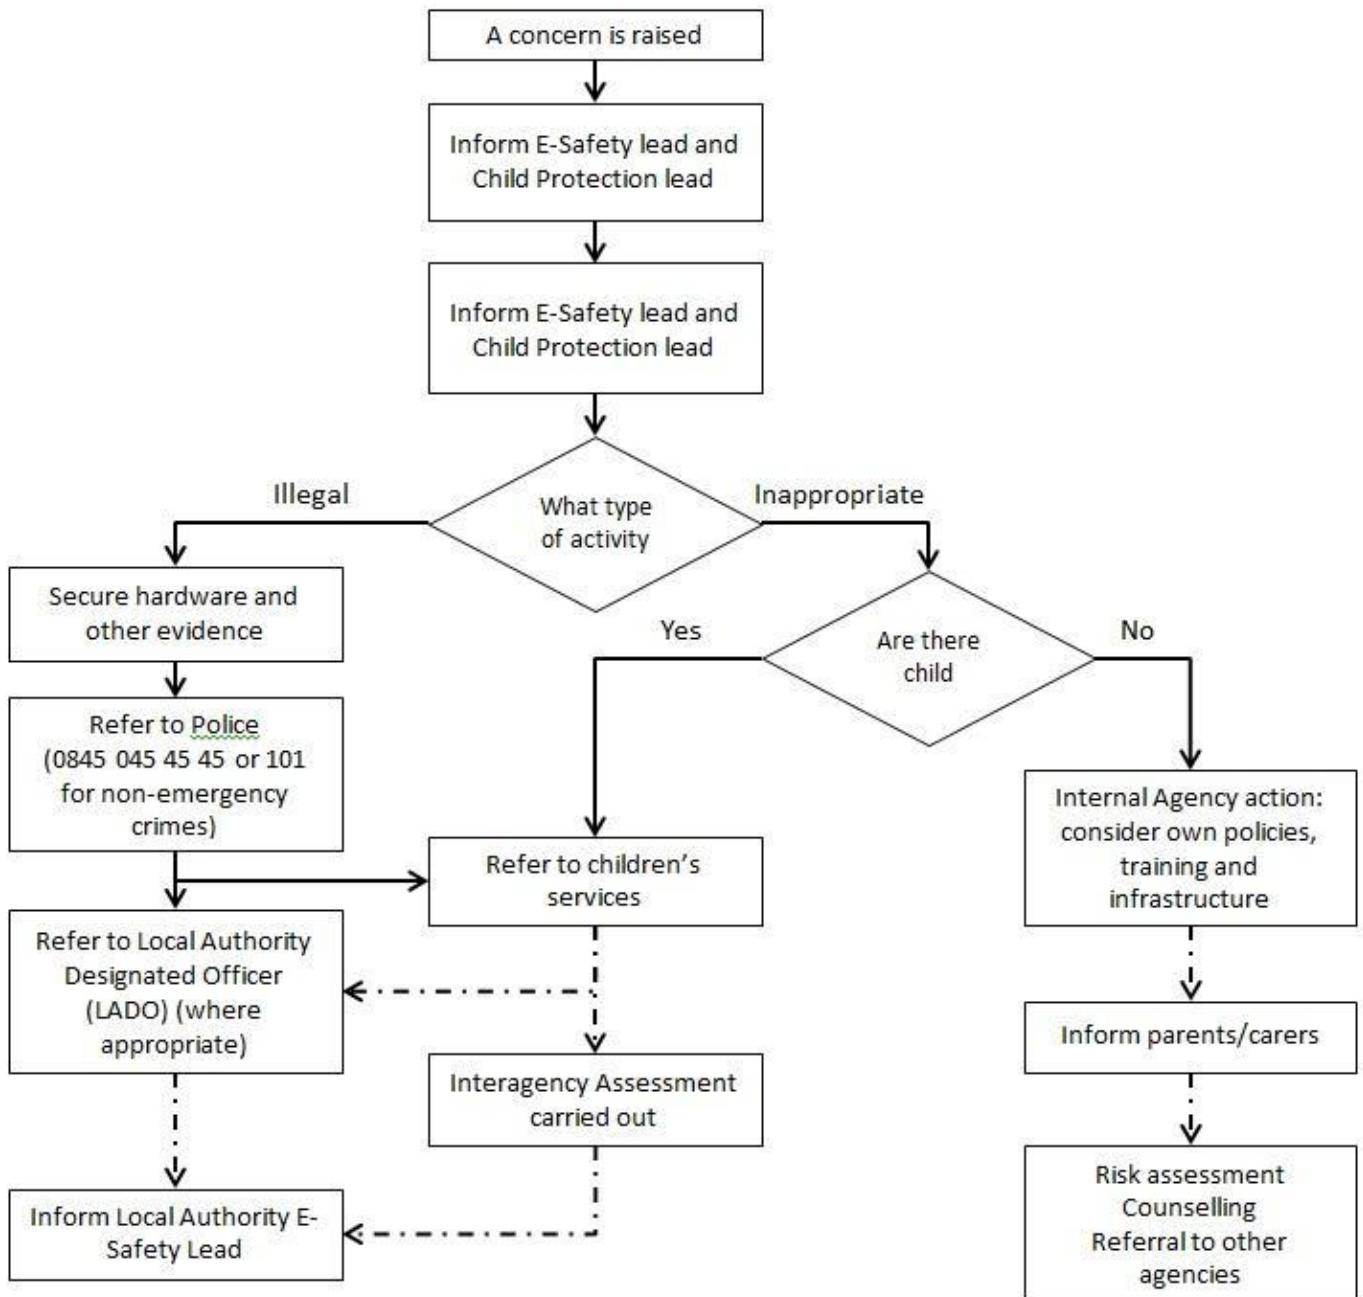 A concern is raised
Inform E-Safety lead and
Child Protection lead
Inform E-Safety lead and
Child Protection lead
What type
of activity
Illegal
Inappropriate
Secure hardware and
other evidence
Are there
child
Yes
No
Refer to Police
(0845 045 45 45 or 101
for non-emergency
crimes)
Refer to children's
services
Internal Agency action:
consider own policies,
training and
infrastructure
Refer to Local Authority
Designated Officer
(LADO) (where
appropriate)
Interagency Assessment
carried out
Inform parents/carers
Inform Local Authority E-
Safety Lead
Risk assessment
Counselling
Referral to other
agencies